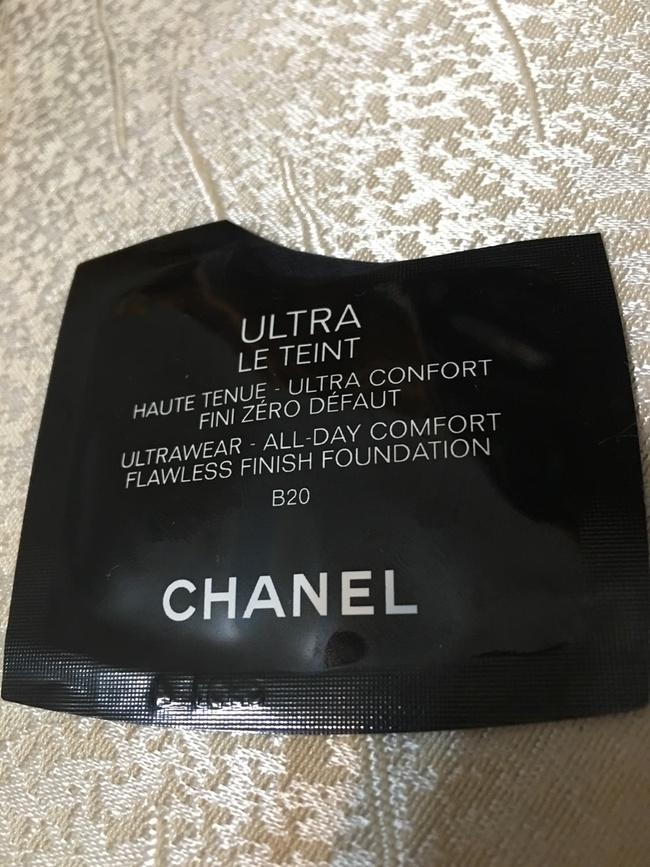 ULTRA
LE TEINT
HAUTE TENUE - ULTRA CONFORT
FINI ZÉRO DÉFAUT
ULTRAWEAR - ALL-DAY COMFORT
FLAWLESS FINISH FOUNDATION
B20
CHANEL